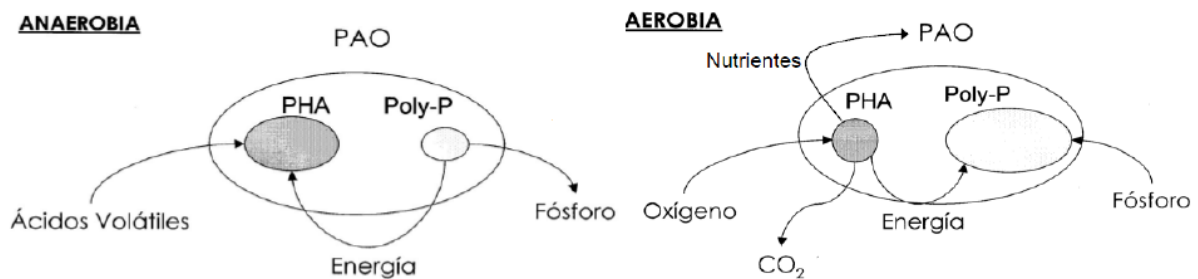 ANAEROBIA
PAO
PHA
Poly-P
Ácidos Volátiles
Fósforo
Energía
AEROBIA
PAO
Nutrientes
PHA
Poly-P
Oxígeno
Fósforo
Energía
CO₂